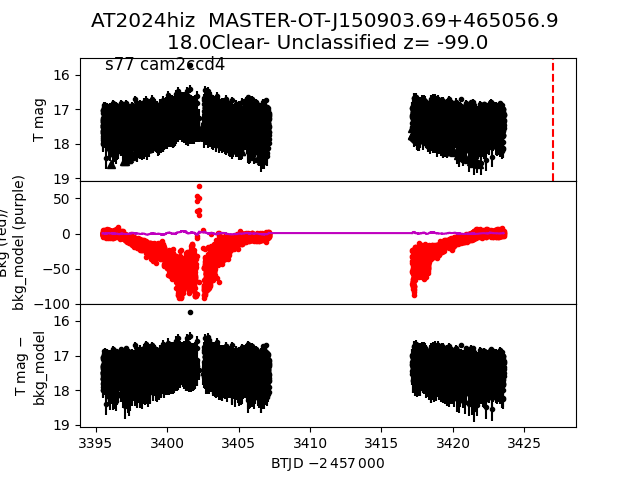 AT2024hiz  MASTER-OT-J150903.69+465056.9
18.0Clear- Unclassified z= -99.0
s77 cam2ccd4
T mag
16
17
18
19
Bkg (red)/
bkg_model (purple)
50
0
−50
−100
T mag −
bkg_model
16
17
18
19
3395 3400 3405 3410 3415 3420 3425
BTJD −2 457 000